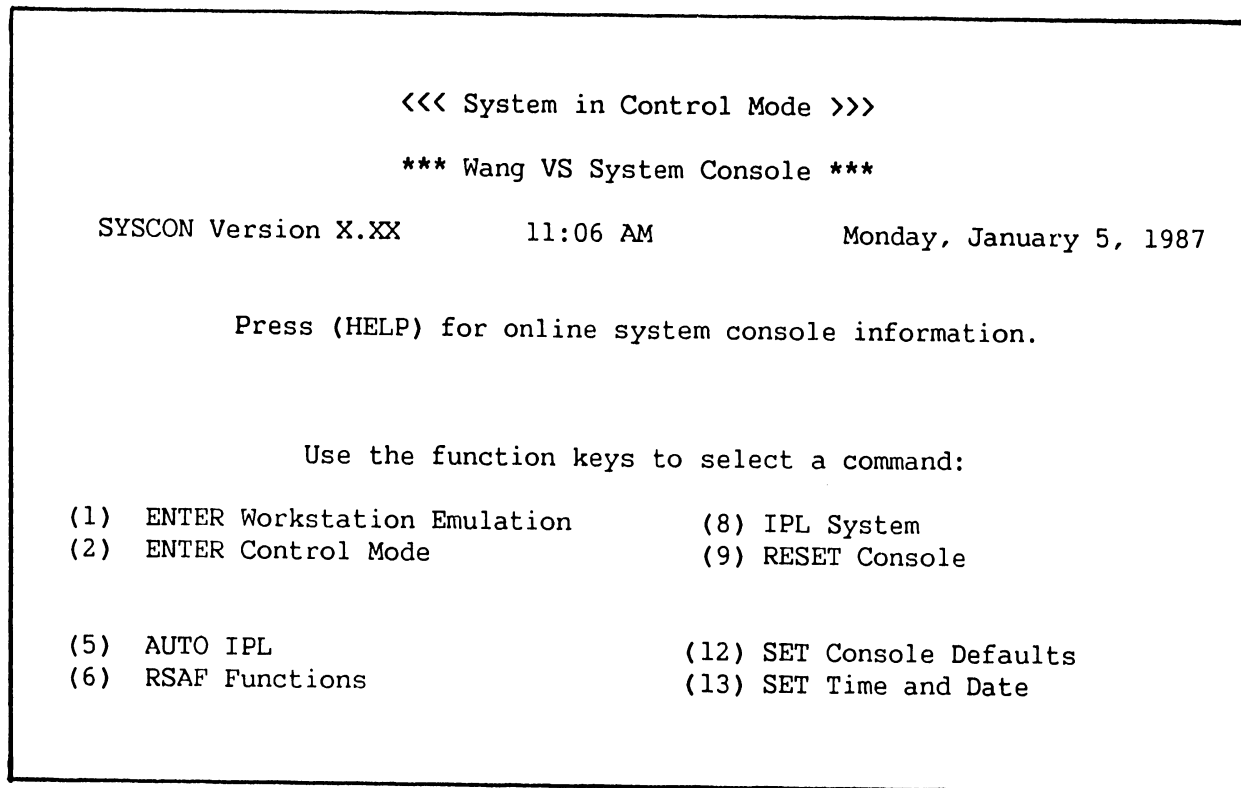 <<< System in Control Mode >>>
*** Wang VS System Console ***
SYSCON Version X.XX 11:06 AM Monday, January 5, 1987
Press (HELP) for online system console information.
Use the function keys to select a command:
(1) ENTER Workstation Emulation (8) IPL System
(2) ENTER Control Mode (9) RESET Console
(5) AUTO IPL (12) SET Console Defaults
(6) RSAF Functions (13) SET Time and Date